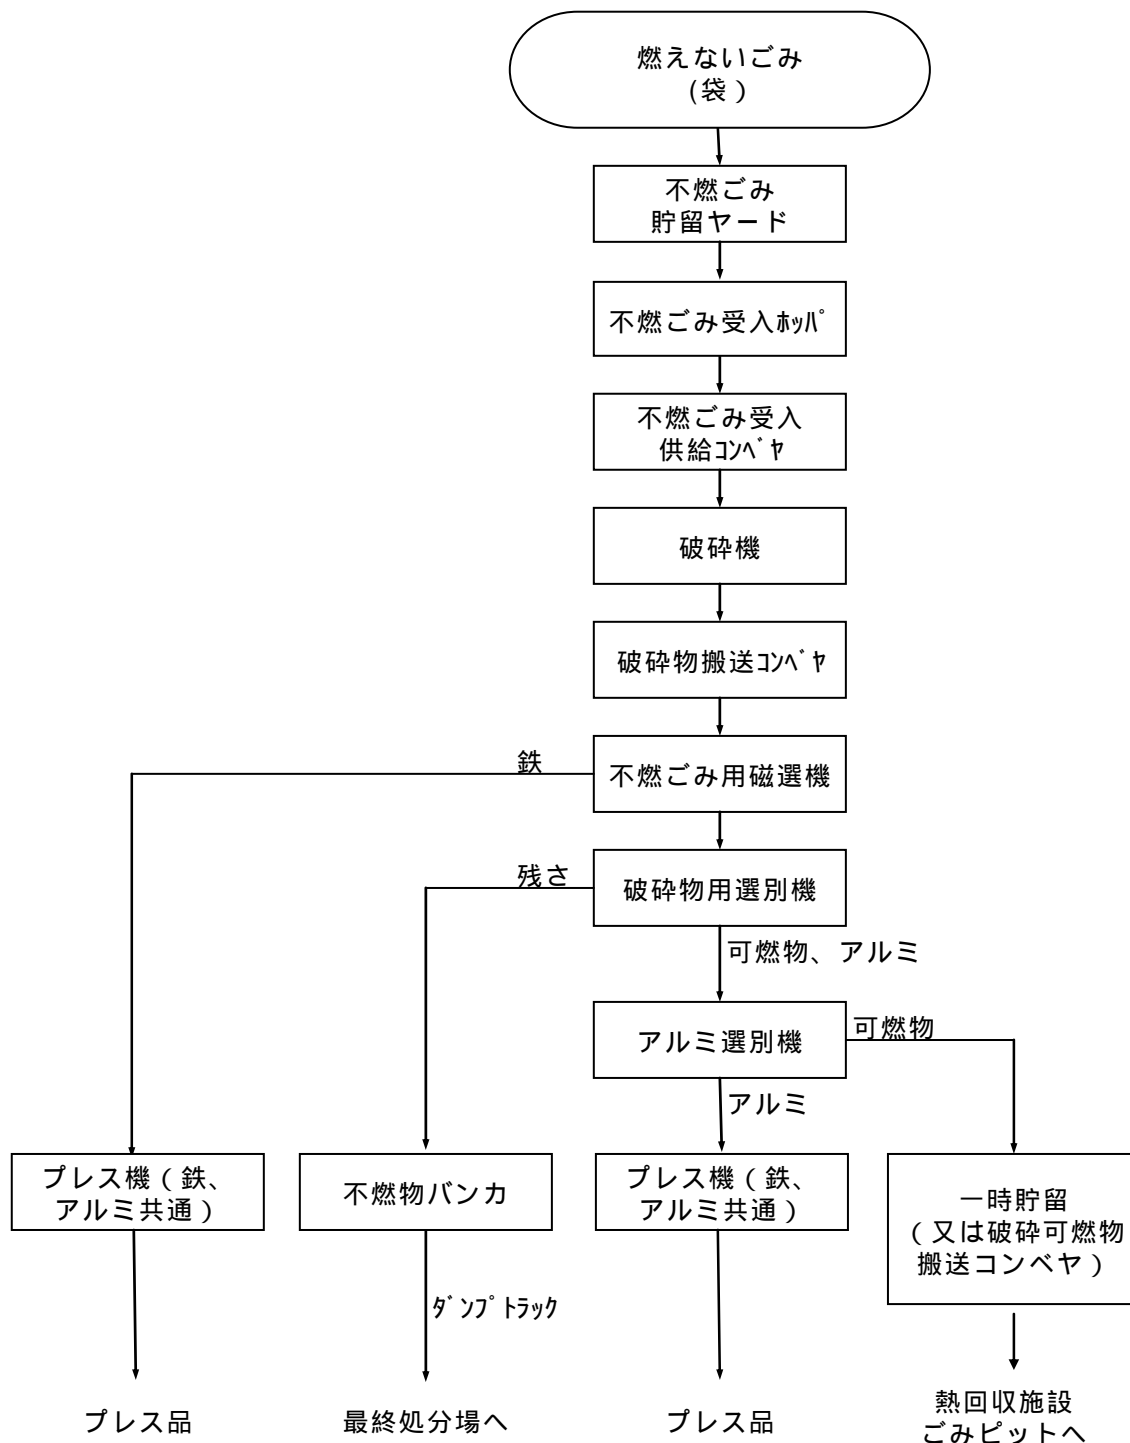 燃えないごみ
(袋）
不燃ごみ
貯留ヤード
不燃ごみ受入ﾎｯﾊﾟ
不燃ごみ受入
供給ｺﾝﾍﾞﾔ
破砕機
破砕物搬送ｺﾝﾍﾞﾔ
鉄
不燃ごみ用磁選機
残さ
破砕物用選別機
可燃物、アルミ
アルミ選別機
可燃物
アルミ
プレス機（鉄、
アルミ共通）
不燃物バンカ
プレス機（鉄、
アルミ共通）
一時貯留
（又は破砕可燃物
搬送コンベヤ）
ﾀﾞﾝﾌﾟﾄﾗｯｸ
プレス品
最終処分場へ
プレス品
熱回収施設
ごみピットへ